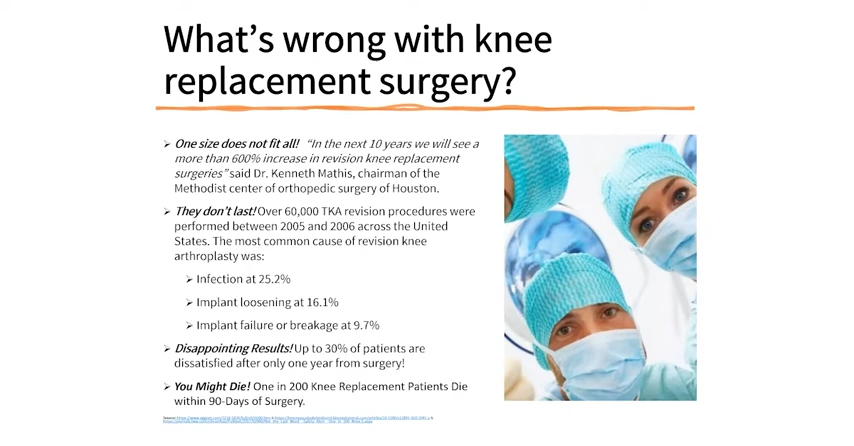 What's wrong with knee
replacement surgery?
➢ One size does not fit all! "In the next 10 years we will see a
more than 600% increase in revision knee replacement
surgeries" said Dr. Kenneth Mathis, chairman of the
Methodist center of orthopedic surgery of Houston.
➢ They don't last! Over 60,000 TKA revision procedures were
performed between 2005 and 2006 across the United
States. The most common cause of revision knee
arthroplasty was:
➢ Infection at 25.2%
➢ Implant loosening at 16.1%
➢ Implant failure or breakage at 9.7%
➢ Disappointing Results! Up to 30% of patients are
dissatisfied after only one year from surgery!
➢ You Might Die! One in 200 Knee Replacement Patients Die
within 90-Days of Surgery.